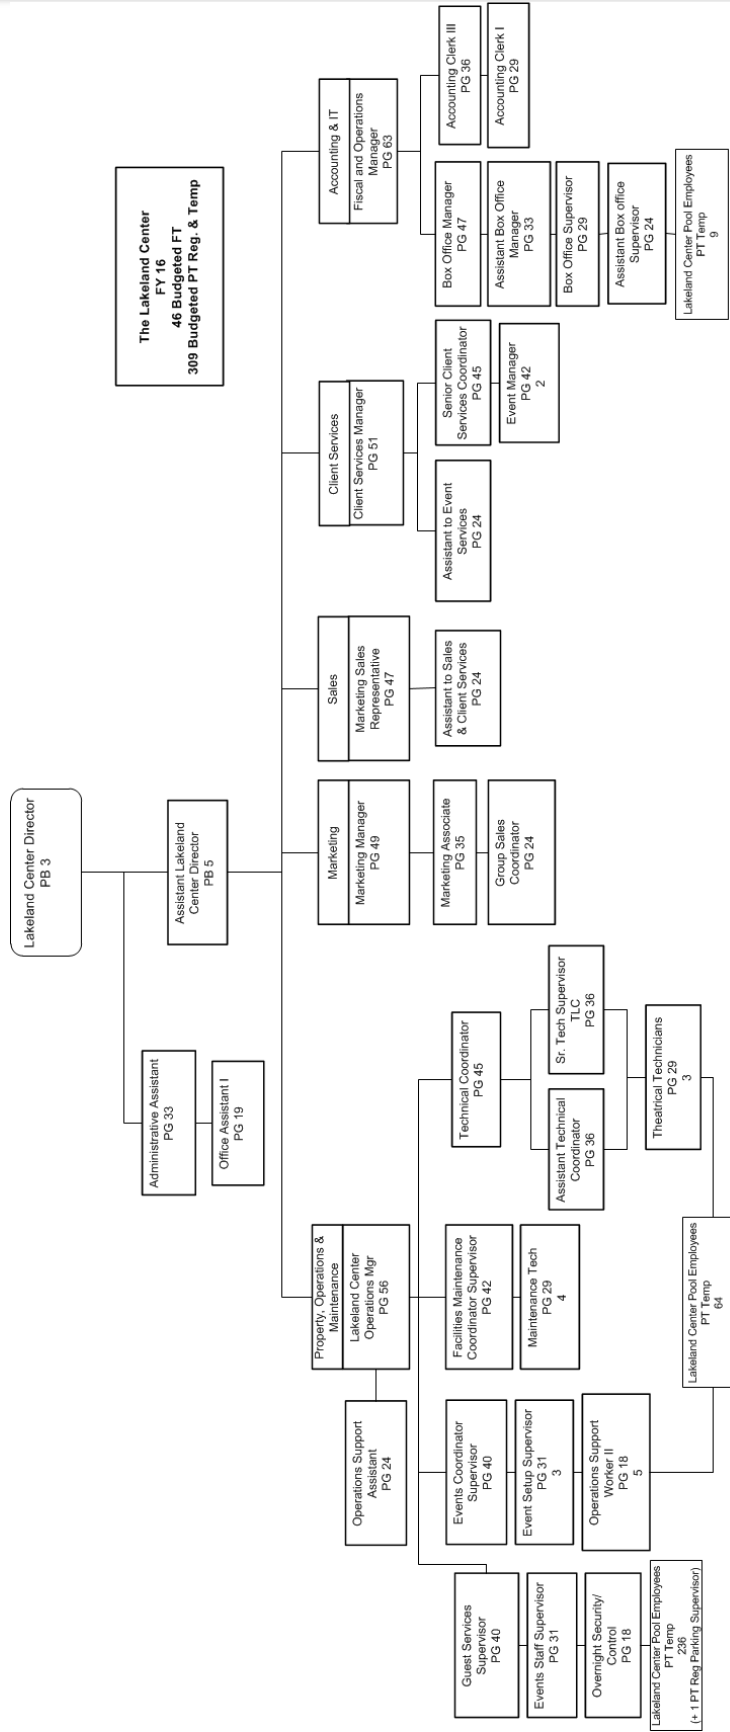 The Lakeland Center
FY 16
46 Budgeted FT
309 Budgeted PT Reg. & Temp
Lakeland Center Director
PB 3
Administrative Assistant
PG 33
Office Assistant I
PG 19
Assistant Lakeland
Center Director
PB 5
Property, Operations &
Maintenance
Lakeland Center
Operations Mgr
PG 56
Operations Support
Assistant
PG 24
Guest Services
Supervisor
PG 40
Events Staff Supervisor
PG 31
Overnight Security/
Control
PG 18
Lakeland Center Pool Employees
PT Temp
236
(+ 1 PT Reg Parking Supervisor)
Events Coordinator
Supervisor
PG 40
Event Setup Supervisor
PG 31
3
Operations Support
Worker II
PG 18
5
Facilities Maintenance
Coordinator Supervisor
PG 42
Maintenance Tech
PG 29
4
Technical Coordinator
PG 45
Assistant Technical
Coordinator
PG 36
Sr. Tech Supervisor
TLC
PG 36
Theatrical Technicians
PG 29
3
Lakeland Center Pool Employees
PT Temp
64
Marketing
Marketing Manager
PG 49
Marketing Associate
PG 35
Group Sales
Coordinator
PG 24
Sales
Marketing Sales
Representative
PG 47
Assistant to Sales
& Client Services
PG 24
Client Services
Client Services Manager
PG 51
Assistant to Event
Services
PG 24
Senior Client
Services Coordinator
PG 45
Event Manager
PG 42
2
Accounting & IT
Fiscal and Operations
Manager
PG 63
Box Office Manager
PG 47
Assistant Box Office
Manager
PG 33
Box Office Supervisor
PG 29
Assistant Box office
Supervisor
PG 24
Lakeland Center Pool Employees
PT Temp
9
Accounting Clerk III
PG 36
Accounting Clerk I
PG 29